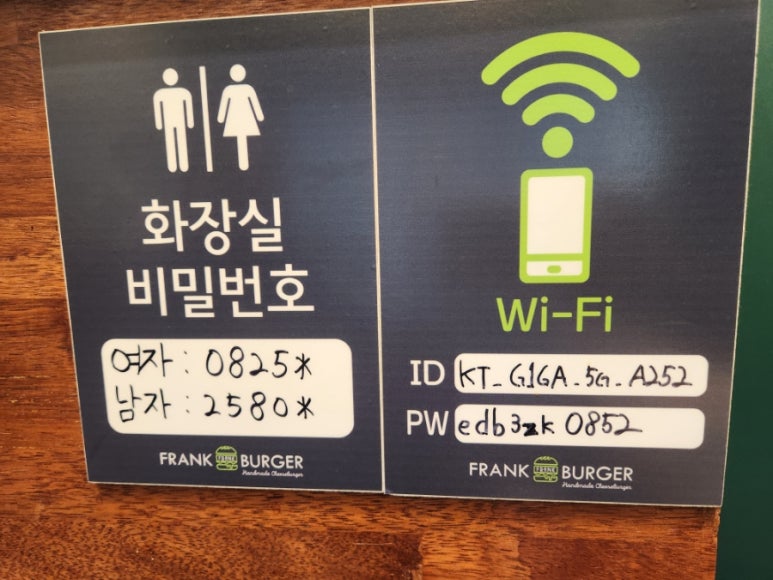 화장실
비밀번호
여자 : 0825*
남자 : 2580*
FRANK BURGER
Handmade Cheeseburger
Wi-Fi
ID KT_G1GA_5G_A252
PW edb3zk0852
FRANK BURGER
Handmade Cheeseburger